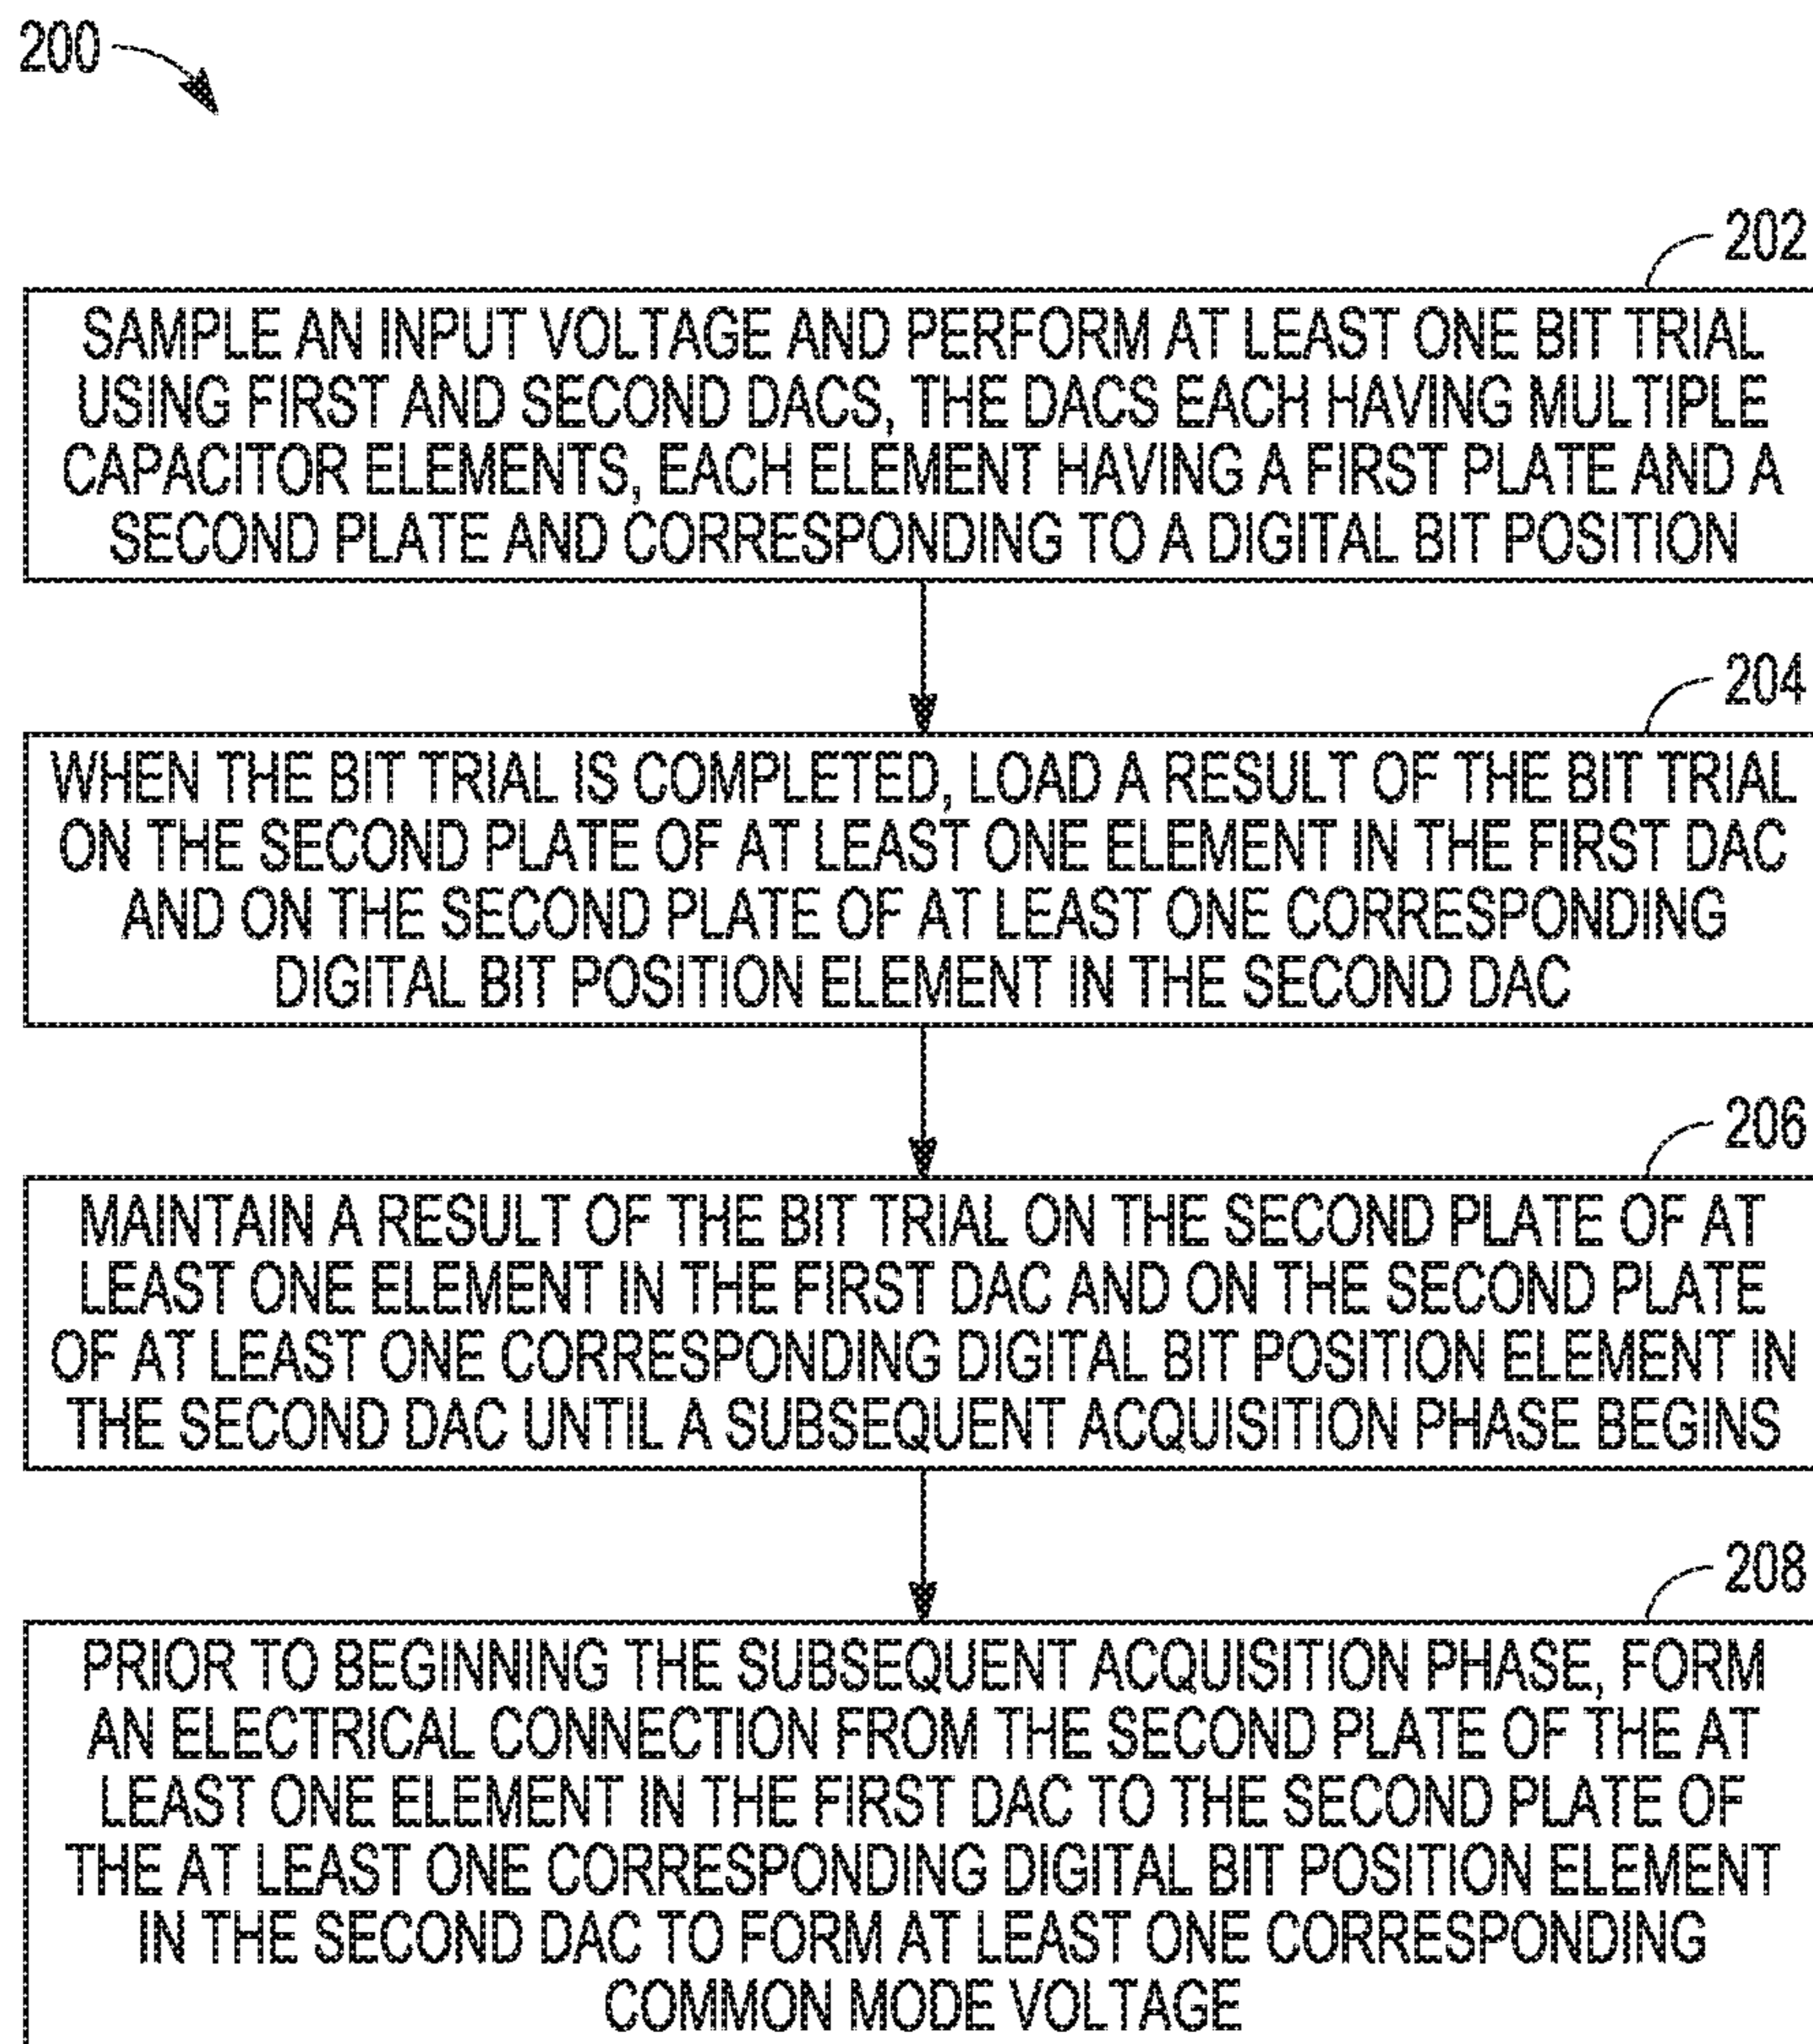 200
202
SAMPLE AN INPUT VOLTAGE AND PERFORM AT LEAST ONE BIT TRIAL
USING FIRST AND SECOND DACS, THE DACS EACH HAVING MULTIPLE
CAPACITOR ELEMENTS, EACH ELEMENT HAVING A FIRST PLATE AND A
SECOND PLATE AND CORRESPONDING TO A DIGITAL BIT POSITION
204
WHEN THE BIT TRIAL IS COMPLETED, LOAD A RESULT OF THE BIT TRIAL
ON THE SECOND PLATE OF AT LEAST ONE ELEMENT IN THE FIRST DAC
AND ON THE SECOND PLATE OF AT LEAST ONE CORRESPONDING
DIGITAL BIT POSITION ELEMENT IN THE SECOND DAC
206
MAINTAIN A RESULT OF THE BIT TRIAL ON THE SECOND PLATE OF AT
LEAST ONE ELEMENT IN THE FIRST DAC AND ON THE SECOND PLATE
OF AT LEAST ONE CORRESPONDING DIGITAL BIT POSITION ELEMENT IN
THE SECOND DAC UNTIL A SUBSEQUENT ACQUISITION PHASE BEGINS
208
PRIOR TO BEGINNING THE SUBSEQUENT ACQUISITION PHASE, FORM
AN ELECTRICAL CONNECTION FROM THE SECOND PLATE OF THE AT
LEAST ONE ELEMENT IN THE FIRST DAC TO THE SECOND PLATE OF
THE AT LEAST ONE CORRESPONDING DIGITAL BIT POSITION ELEMENT
IN THE SECOND DAC TO FORM AT LEAST ONE CORRESPONDING
COMMON MODE VOLTAGE